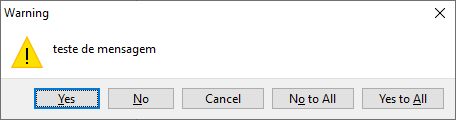 Warning
teste de mensagem
Yes
No
Cancel
No to All
Yes to All